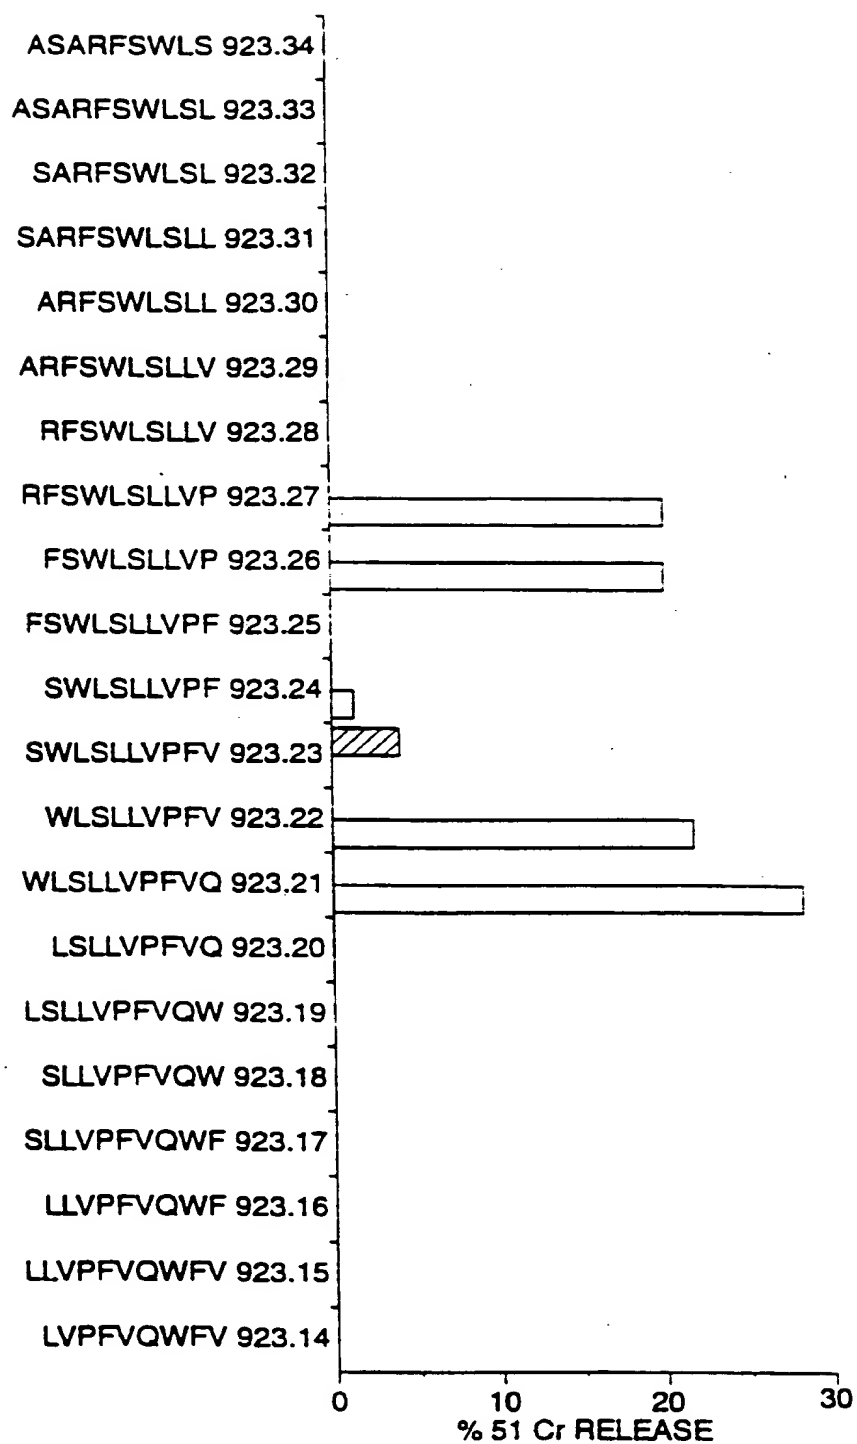 ASARFSWLS 923.34
ASARFSWLSL 923.33
SARFSWLSL 923.32
SARFSWLSLL 923.31
ARFSWLSLL 923.30
ARFSWLSLLV 923.29
RFSWLSLLV 923.28
RFSWLSLLVP 923.27
FSWLSLLVP 923.26
FSWLSLLVPF 923.25
SWLSLLVPF 923.24
SWLSLLVPFV 923.23
WLSLLVPFV 923.22
WLSLLVPFVQ 923.21
LSLLVPFVQ 923.20
LSLLVPFVQW 923.19
SLLVPFVQW 923.18
SLLVPFVQWF 923.17
LLVPFVQWF 923.16
LLVPFVQWFV 923.15
LVPFVQWFV 923.14
0 10 20 30
% 51 Cr RELEASE